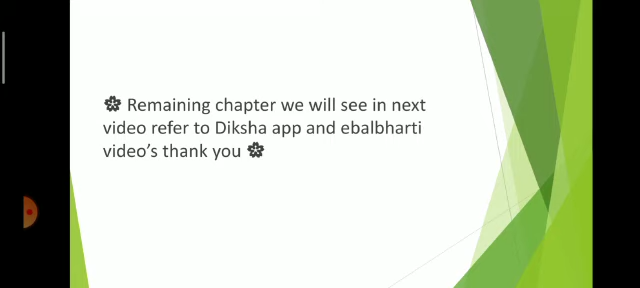 Remaining chapter we will see in next
video refer to Diksha app and ebalbharti
video's thank you